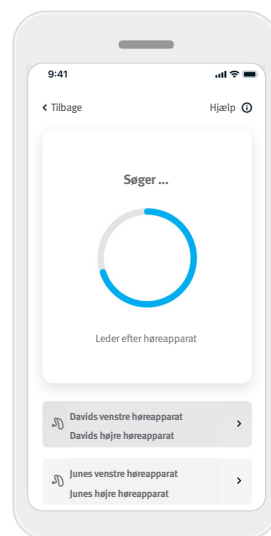 9:41
Tilbage
Hjælp
Søger ...
Leder efter høreapparat
Davids venstre høreapparat
Davids højre høreapparat
Junes venstre høreapparat
Junes højre høreapparat